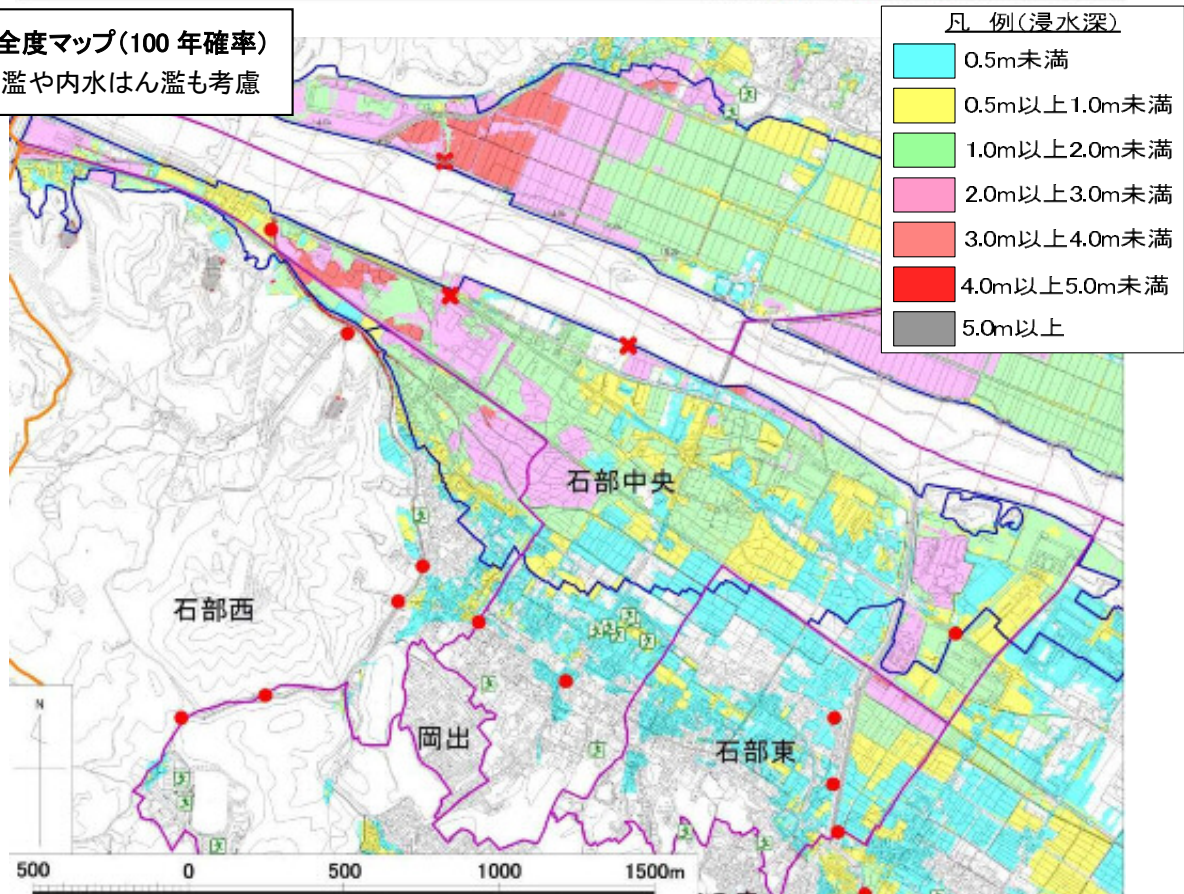 全度マップ(100 年確率)
濫や内水はん濫も考慮
凡 例(浸水深)
0.5m未満
0.5m以上1.0m未満
1.0m以上2.0m未満
2.0m以上3.0m未満
3.0m以上4.0m未満
4.0m以上5.0m未満
5.0m以上
石部中央
石部西
岡出
石部東
N
500 0 500 1000 1500m